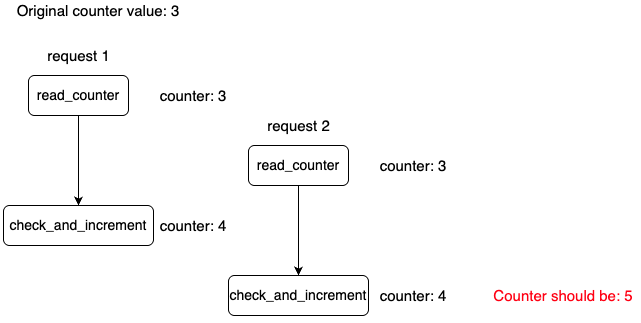 Original counter value: 3
request 1
read_counter
counter: 3
request 2
read_counter
counter: 3
check_and_increment
counter: 4
check_and_increment
counter: 4
Counter should be: 5